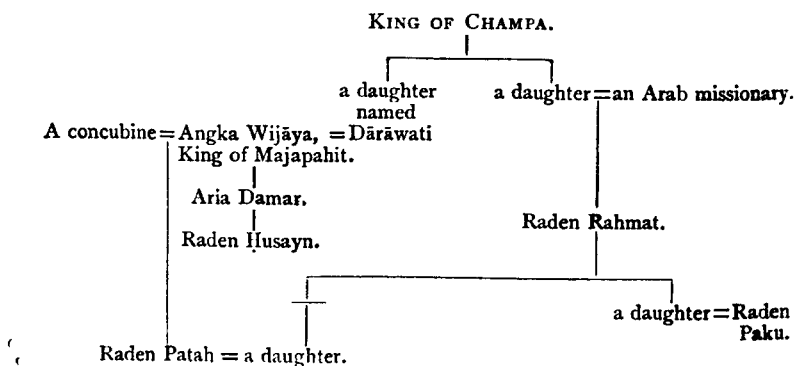 KING OF CHAMPA.
a daughter
named
a daughter=an Arab missionary.
A concubine=Angka Wijāya, =Dārāwati
King of Majapahit.
Aria Damar.
Raden Ḥusayn.
Raden Rahmat.
a daughter=Raden
Paku.
Raden Patah=a daughter.